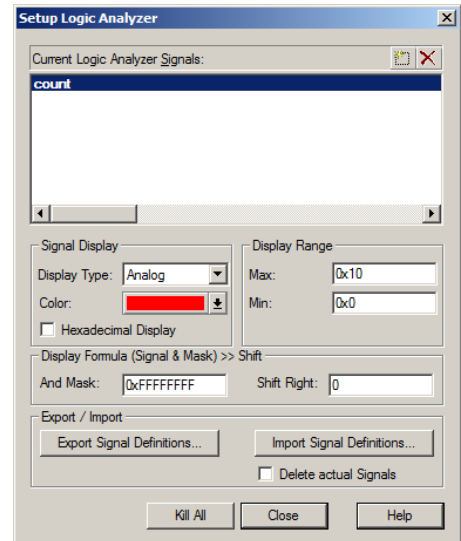 Setup Logic Analyzer
Current Logic Analyzer Signals:
count
Signal Display
Display Range
Display Type: Analog
Max: 0x10
Color:
Min: 0x0
Hexadecimal Display
Display Formula (Signal & Mask) >> Shift
And Mask: 0xFFFFFFFF
Shift Right: 0
Export / Import
Export Signal Definitions...
Import Signal Definitions...
Delete actual Signals
Kill All
Close
Help